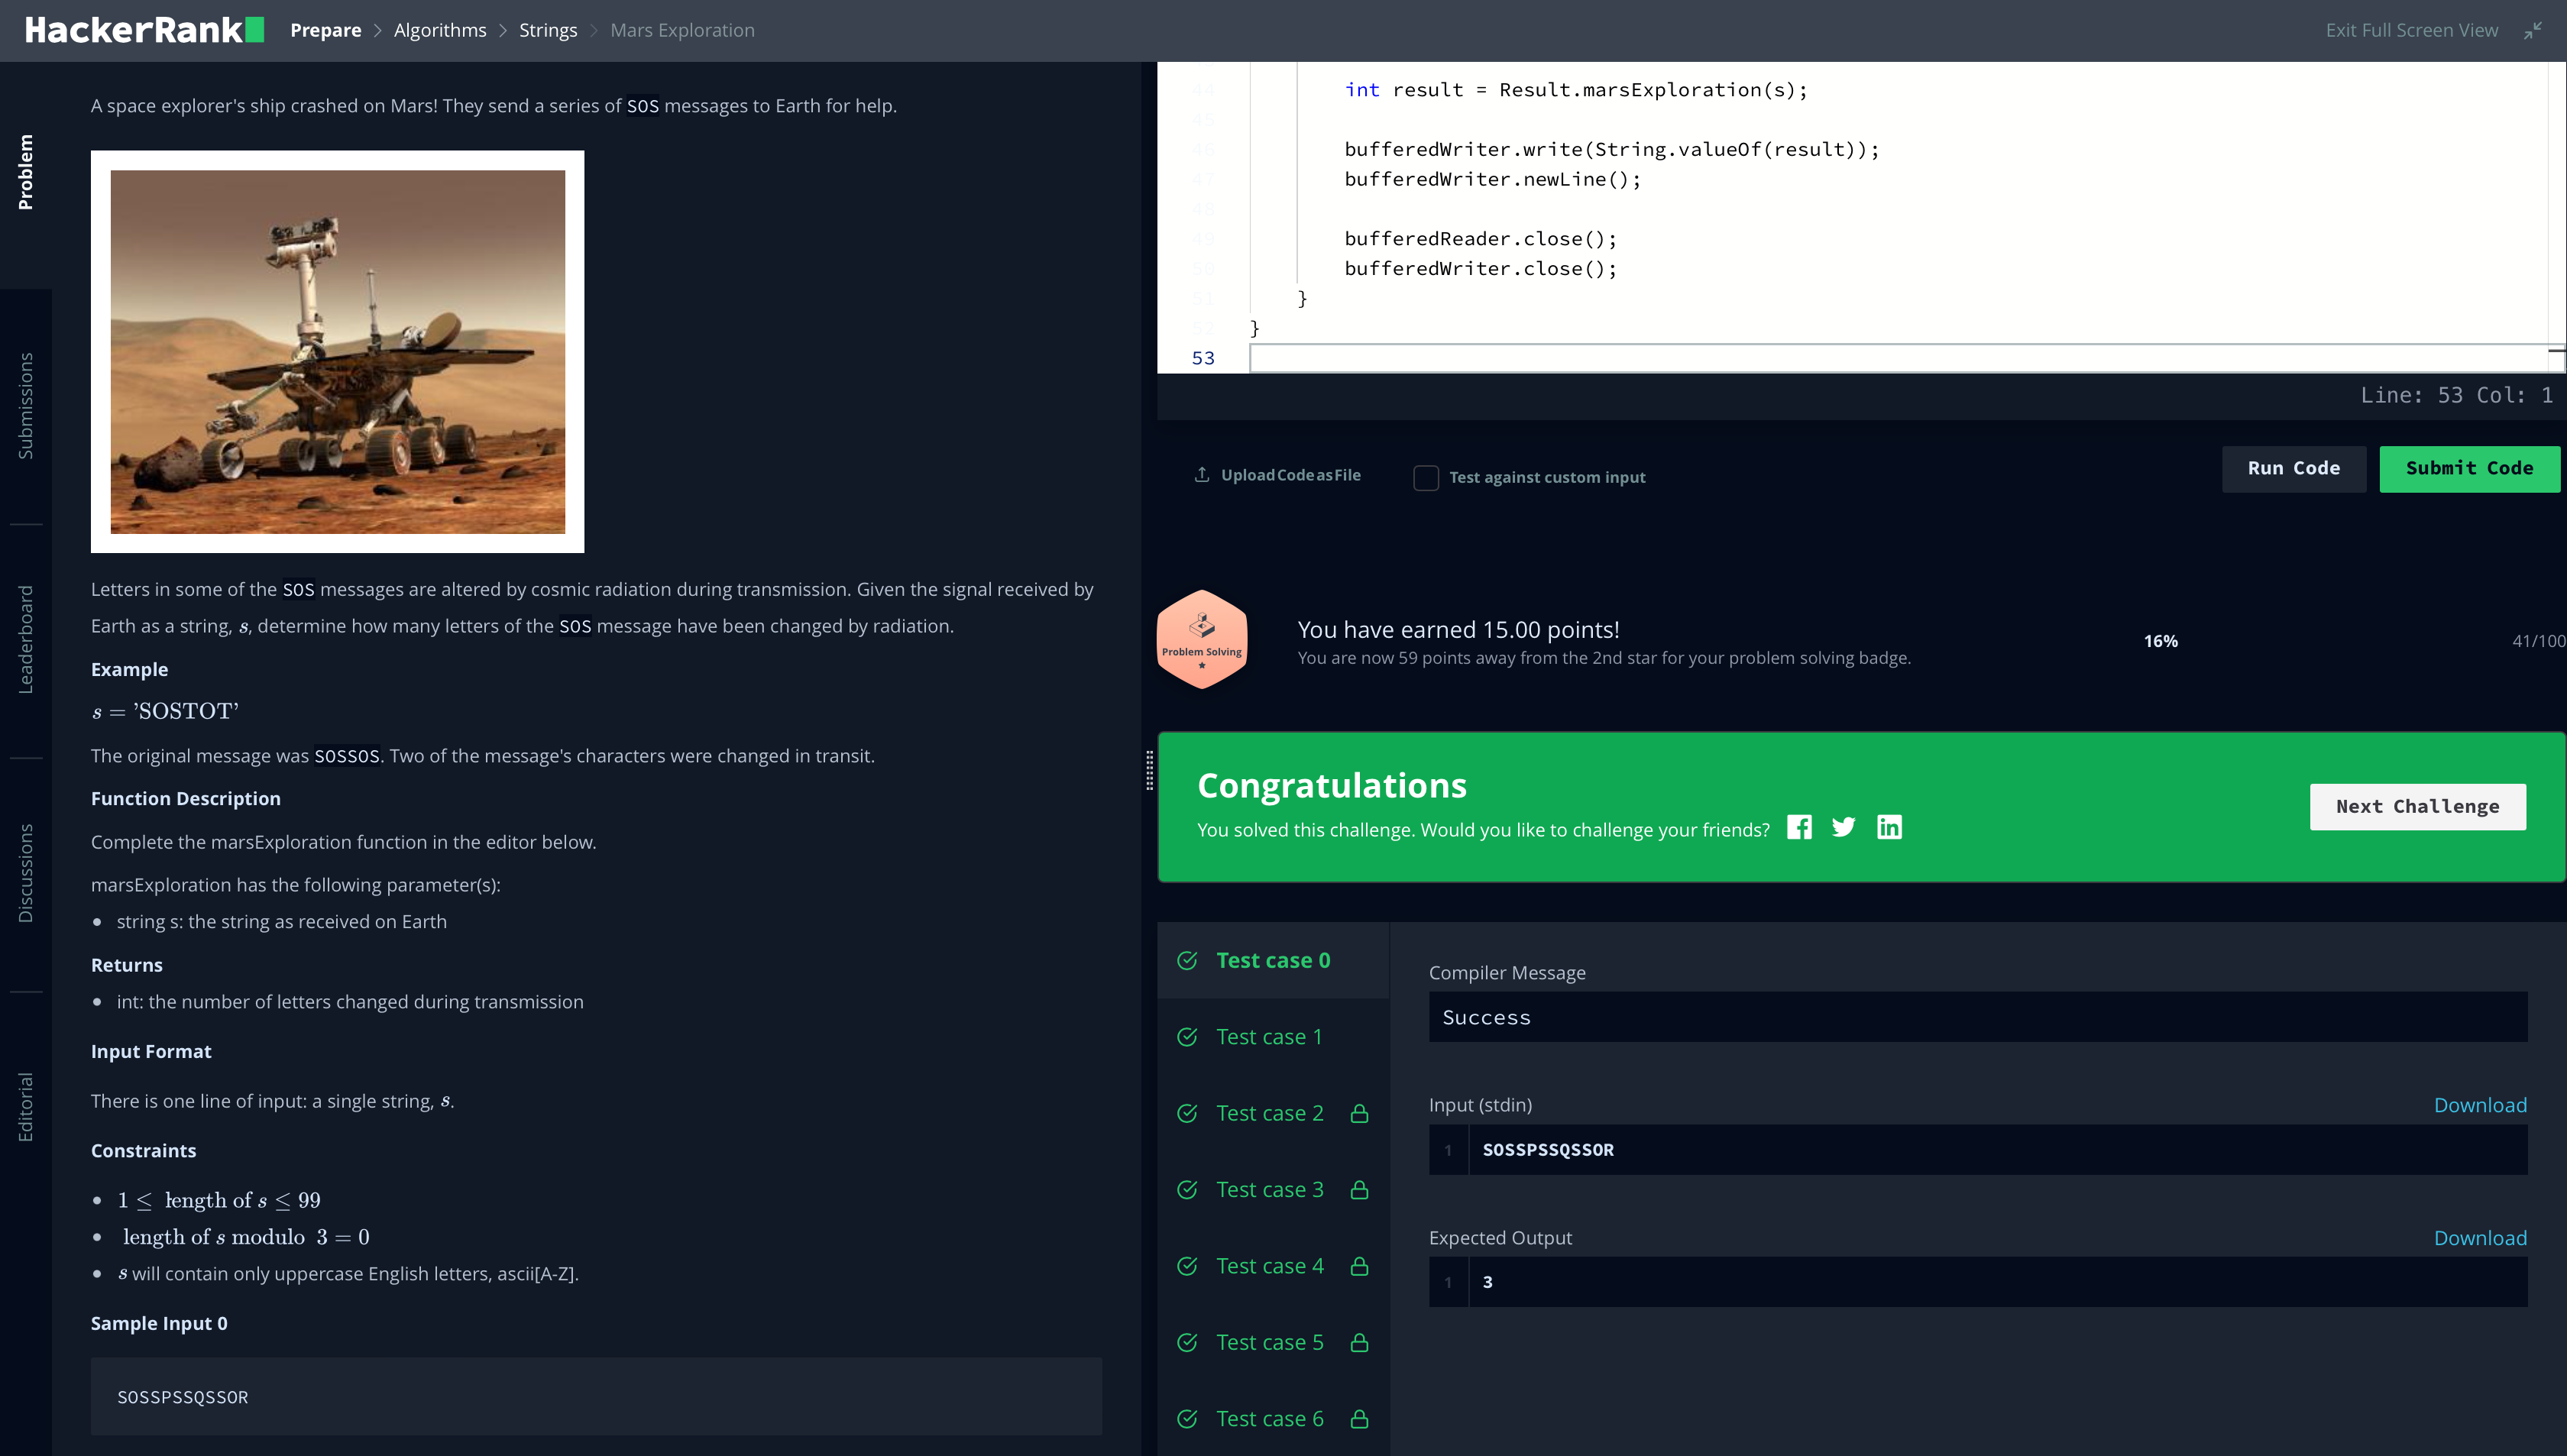 HackerRank
Prepare > Algorithms > Strings > Mars Exploration
Exit Full Screen View
Problem
Submissions
Leaderboard
Discussions
Editorial
A space explorer's ship crashed on Mars! They send a series of SOS messages to Earth for help.
Letters in some of the SOS messages are altered by cosmic radiation during transmission. Given the signal received by
Earth as a string, s, determine how many letters of the SOS message have been changed by radiation.
Example
s = 'SOSTOT'
The original message was SOSSOS. Two of the message's characters were changed in transit.
Function Description
Complete the marsExploration function in the editor below.
marsExploration has the following parameter(s):
• string s: the string as received on Earth
Returns
• int: the number of letters changed during transmission
Input Format
There is one line of input: a single string, s.
Constraints
• 1 ≤ length of s ≤ 99
• length of s modulo 3 = 0
• s will contain only uppercase English letters, ascii[A-Z].
Sample Input 0
SOSSPSSQSSOR
44 int result = Result.marsExploration(s);
45
46 bufferedWriter.write(String.valueOf(result));
47 bufferedWriter.newLine();
48
49 bufferedReader.close();
50 bufferedWriter.close();
51 }
52 }
53
Line: 53 Col: 1
Upload Code as File
Test against custom input
Run Code
Submit Code
Problem Solving
You have earned 15.00 points!
You are now 59 points away from the 2nd star for your problem solving badge.
16%
41/100
Congratulations
You solved this challenge. Would you like to challenge your friends?
Next Challenge
Test case 0
Test case 1
Test case 2
Test case 3
Test case 4
Test case 5
Test case 6
Compiler Message
Success
Input (stdin)
Download
1 SOSSPSSQSSOR
Expected Output
Download
1 3